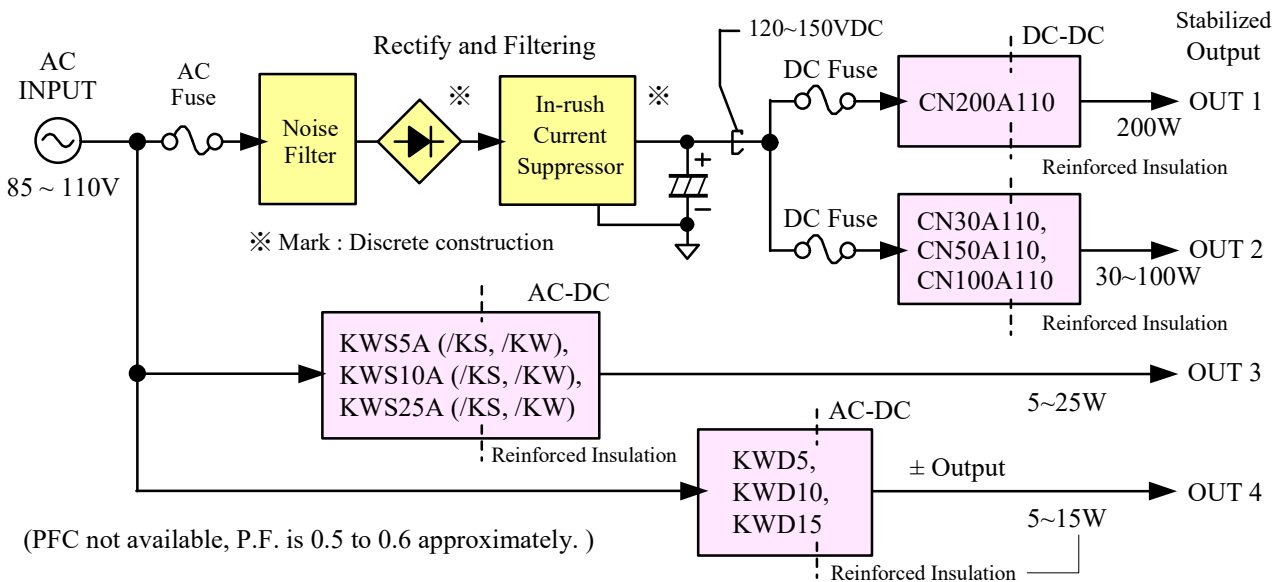 Stabilized
Output
120~150VDC
DC-DC
Rectify and Filtering
AC
INPUT
AC
Fuse
DC Fuse
※
In-rush
Current
Suppressor
※
CN200A110
OUT 1
Noise
Filter
200W
85 ~ 110V
+
−
Reinforced Insulation
DC Fuse
※ Mark : Discrete construction
CN30A110,
CN50A110,
CN100A110
OUT 2
30~100W
Reinforced Insulation
AC-DC
KWS5A (/KS, /KW),
KWS10A (/KS, /KW),
KWS25A (/KS, /KW)
OUT 3
5~25W
Reinforced Insulation
AC-DC
KWD5,
KWD10,
KWD15
± Output
OUT 4
5~15W
(PFC not available, P.F. is 0.5 to 0.6 approximately. )
Reinforced Insulation